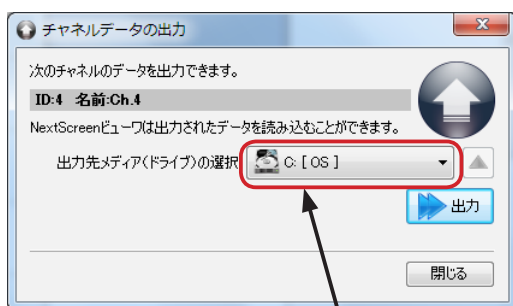 チャネルデータの出力
次のチャネルのデータを出力できます。
ID:4 名前:Ch.4
NextScreenビューワは出力されたデータを読み込むことができます。
出力先メディア(ドライブ)の選択 C: [ OS ]
出力
閉じる